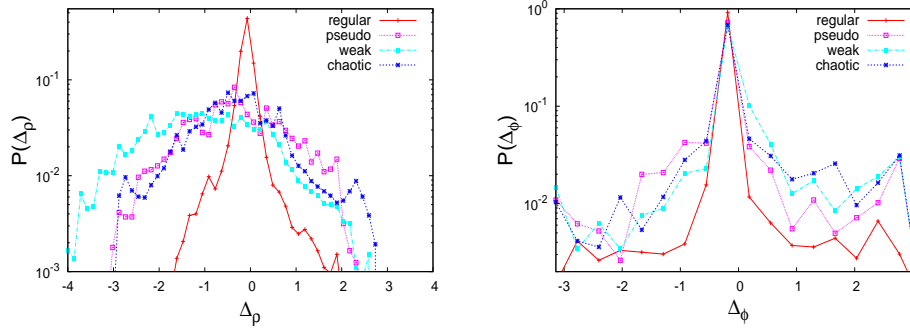 P(Δρ)
10^-1
10^-2
10^-3
-4 -3 -2 -1 0 1 2 3 4
Δρ
regular
pseudo
weak
chaotic
P(Δϕ)
10^0
10^-1
10^-2
-3 -2 -1 0 1 2
Δϕ
regular
pseudo
weak
chaotic